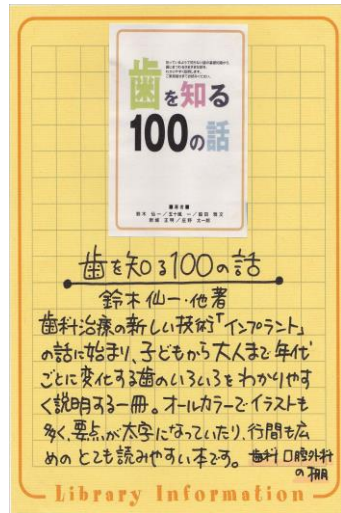 歯を知る
100の話
歯を知る100の話
鈴木仙一・他著
歯科治療の新しい技術「インプラント」
の話に始まり、子どもから大人まで年代
ごとに変化する歯のいろいろをわかりやす
く説明する一冊。オールカラーでイラストも
多く、要点が太字になっていたり、行間も広
めのとても読みやすい本です。歯科口腔外科
の棚
Library Information